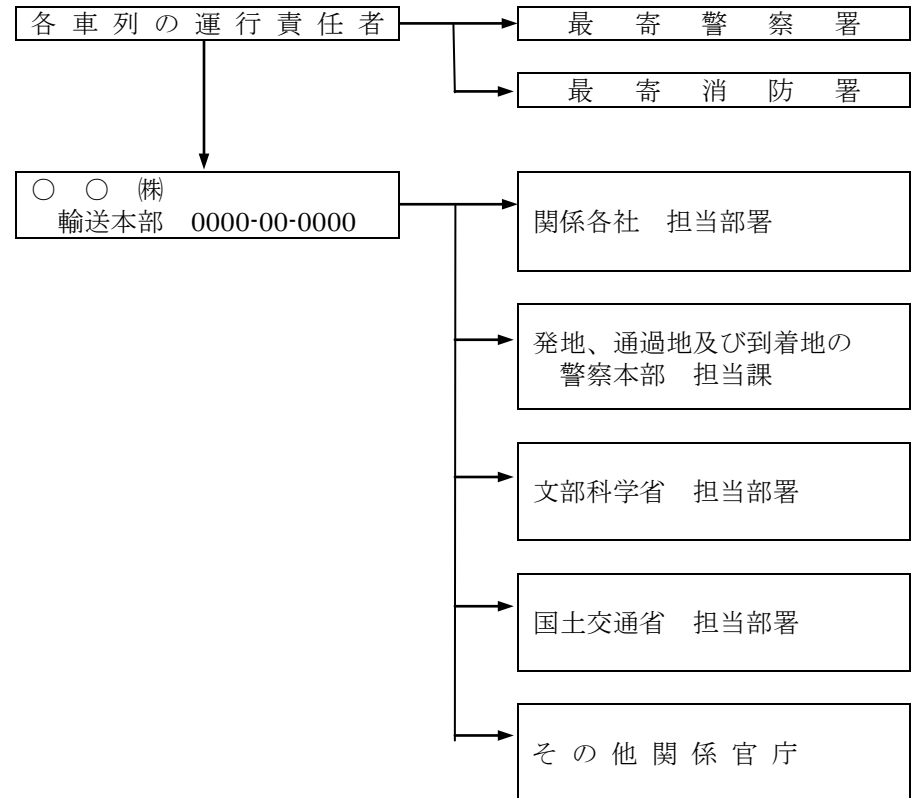 各車列の運行責任者
最寄警察署
最寄消防署
○ ○ ㈱
輸送本部 0000-00-0000
関係各社 担当部署
発地、通過地及び到着地の
警察本部 担当課
文部科学省 担当部署
国土交通省 担当部署
その他関係官庁